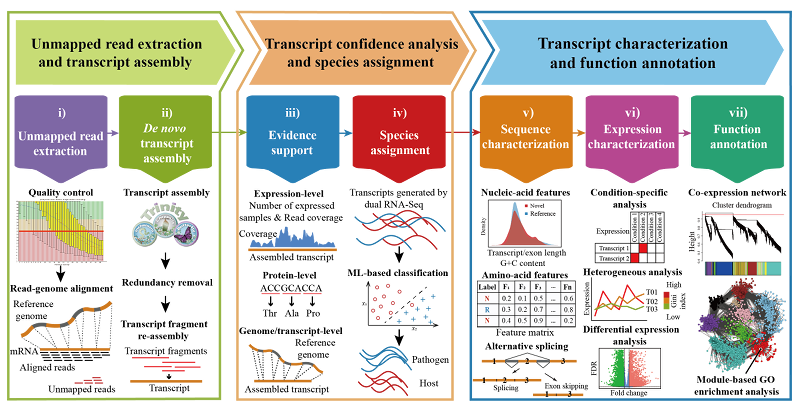 Unmapped read extraction
and transcript assembly
Transcript confidence analysis
and species assignment
Transcript characterization
and function annotation
i)
Unmapped read
extraction
ii)
De novo
transcript
assembly
iii)
Evidence
support
iv)
Species
assignment
v)
Sequence
characterization
vi)
Expression
characterization
vii)
Function
annotation
Quality control
Read-genome alignment
Reference
genome
mRNA
Aligned reads
Unmapped reads
Transcript assembly
Trinity
Redundancy removal
Transcript fragment
re-assembly
Transcript fragments
Transcript
Expression-level
Number of expressed
samples & Read coverage
Coverage
Assembled transcript
Protein-level
ACCGCACCA
Thr Ala Pro
Genome/transcript-level
Reference
genome
Assembled transcript
Transcripts generated by
dual RNA-Seq
ML-based classification
x₂
x₁
Pathogen
Host
Nucleic-acid features
Novel
Reference
Density
Transcript/exon length
G+C content
Amino-acid features
Label F₁ F₂ F₃ ... Fn
N 0.2 0.1 0.5 ... 0.6
R 0.3 0.2 0.7 ... 0.8
N 0.4 0.5 0.9 ... 0.2
Feature matrix
Alternative splicing
1 2 3
1 2 3
Splicing
1 3
Exon skipping
Condition-specific
analysis
Expression
Condition 1
Condition 2
Condition 3
Condition 4
Transcript 1
Transcript 2
Heterogeneous analysis
Expression
T01
T02
T03
High
Gini
index
Low
Differential expression
analysis
FDR
Fold change
Co-expression network
Cluster dendrogram
Height
Module-based GO
enrichment analysis